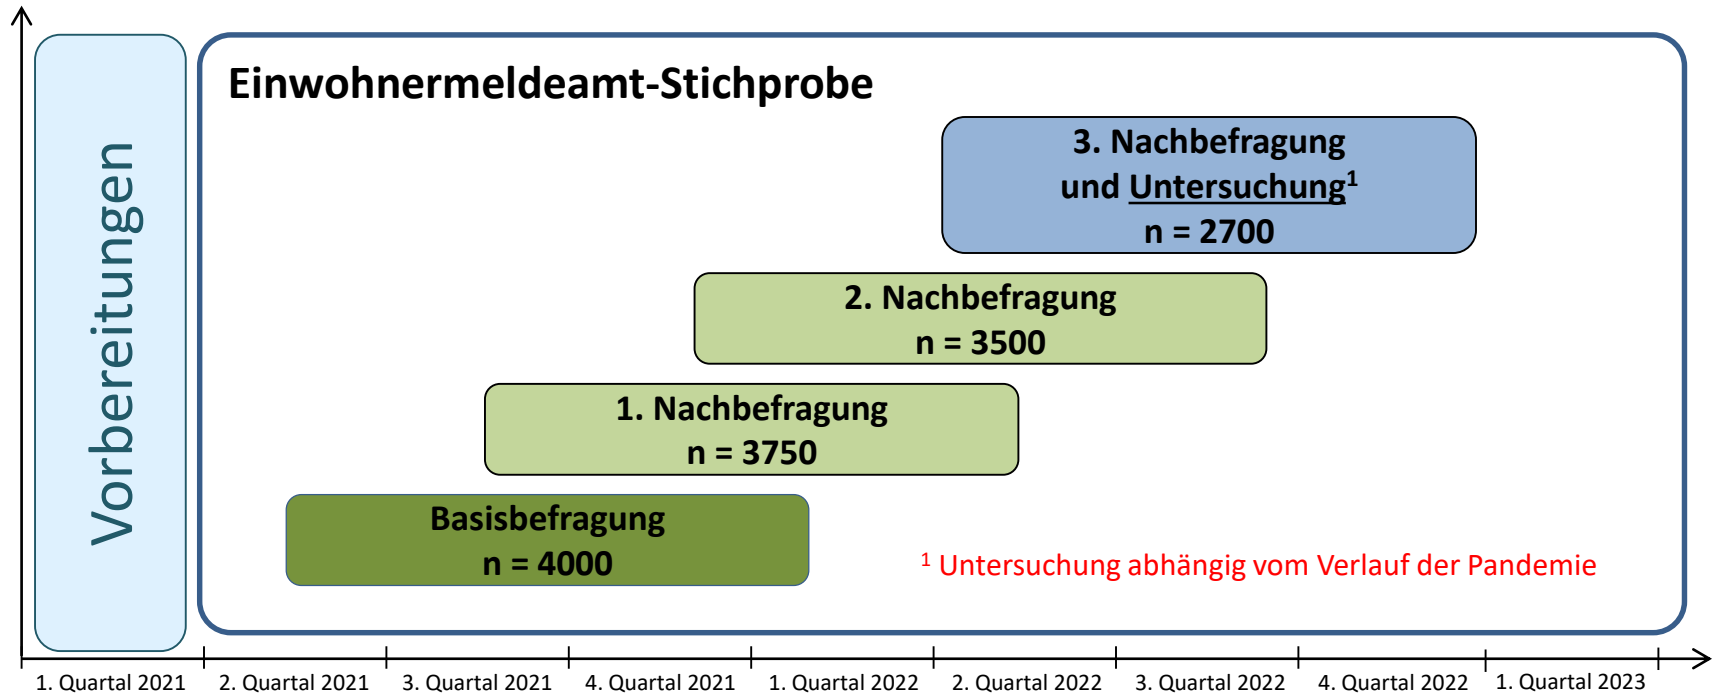 Vorbereitungen
Einwohnermeldeamt-Stichprobe
3. Nachbefragung
und Untersuchung¹
n = 2700
2. Nachbefragung
n = 3500
1. Nachbefragung
n = 3750
Basisbefragung
n = 4000
¹ Untersuchung abhängig vom Verlauf der Pandemie
1. Quartal 2021
2. Quartal 2021
3. Quartal 2021
4. Quartal 2021
1. Quartal 2022
2. Quartal 2022
3. Quartal 2022
4. Quartal 2022
1. Quartal 2023